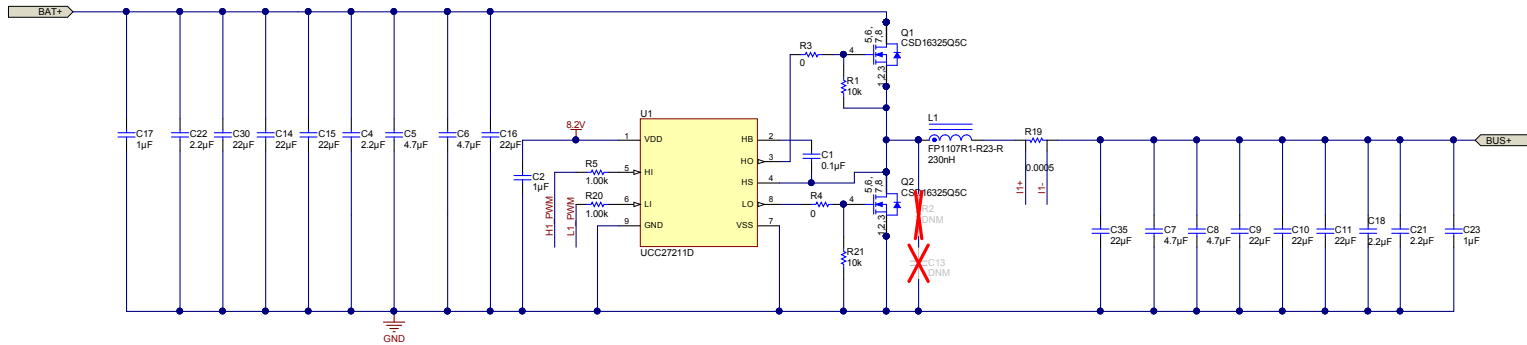 BAT+
C17
1µF
C22
2.2µF
C30
22µF
C14
22µF
C15
22µF
C4
2.2µF
C5
4.7µF
C6
4.7µF
C16
22µF
GND
8.2V
C2
1µF
R5
1.00k
R20
1.00k
H1_PWM
L1_PWM
U1
1
VDD
5
HI
6
LI
9
GND
HB
2
HO
3
HS
4
LO
8
VSS
7
UCC27211D
C1
0.1µF
R3
0
R1
10k
4
5,6,
7,8
1,2,3
Q1
CSD16325Q5C
R4
0
R21
10k
4
5,6,
7,8
1,2,3
Q2
CSD16325Q5C
R2
DNM
C13
DNM
L1
FP1107R1-R23-R
230nH
R19
0.0005
I1+
I1-
C35
22µF
C7
4.7µF
C8
4.7µF
C9
22µF
C10
22µF
C11
22µF
C18
2.2µF
C21
2.2µF
C23
1µF
BUS+